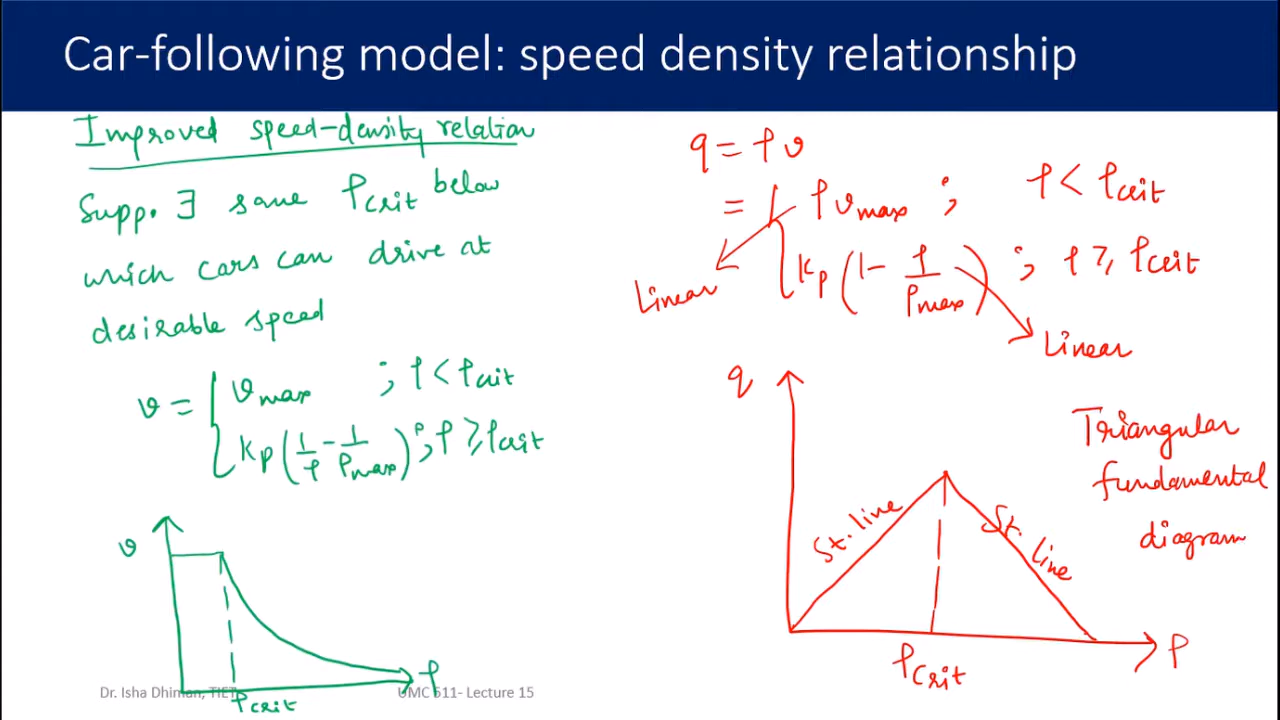 Car-following model: speed density relationship
Improved speed-density relation
Supp. ∃ some ρcrit below
which cars can drive at
desirable speed
v = { vmax ; ρ < ρcrit
kp (1/ρ - 1/ρmax) ; ρ ≥ ρcrit
v
ρ
ρcrit
q = ρv
= { ρvmax ; ρ < ρcrit
kp (1 - ρ/ρmax) ; ρ ≥ ρcrit
Linear
Linear
q
St. line
St. line
ρ
ρcrit
Triangular
fundamental
diagram
Dr. Isha Dhiman, TIET
UMC 511- Lecture 15